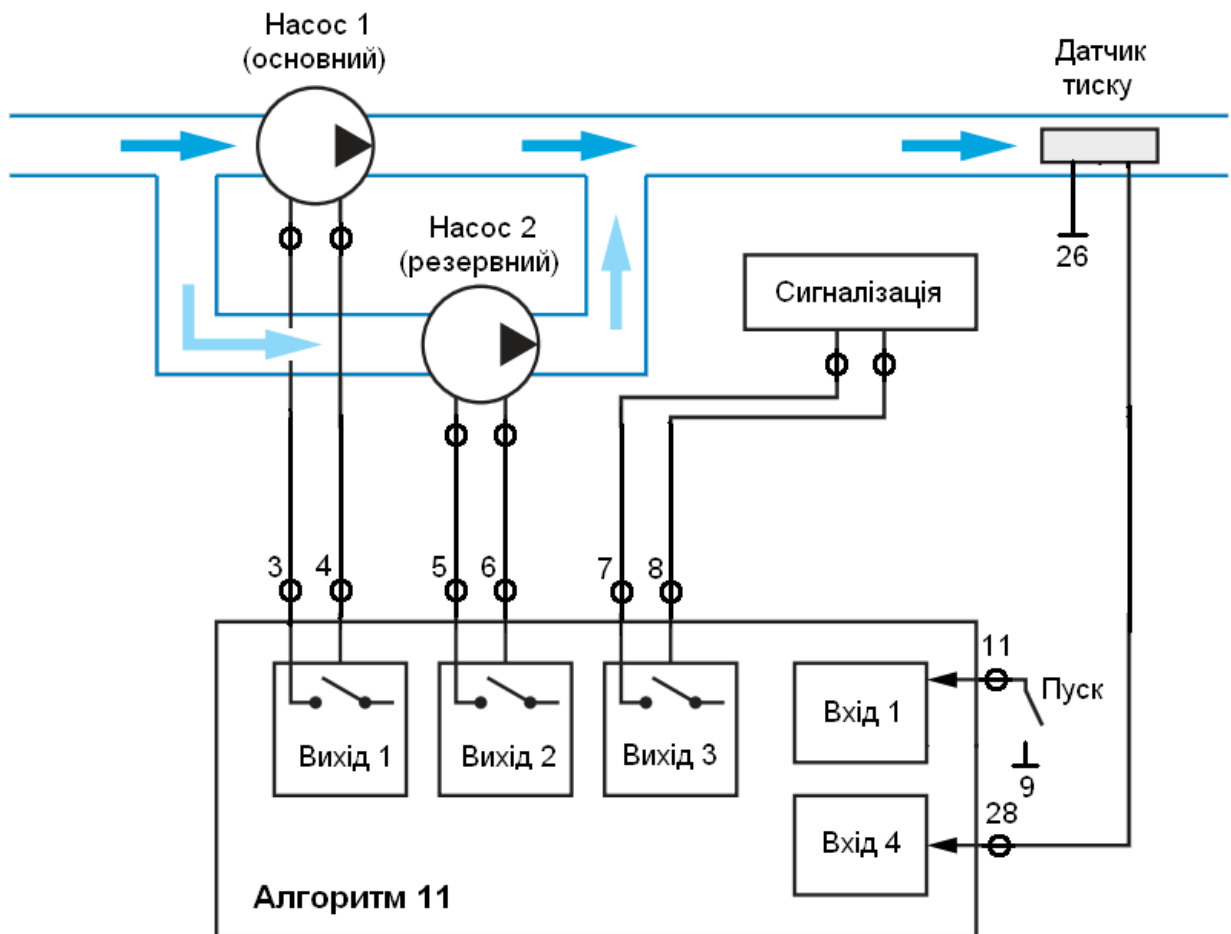 Насос 1
(основний)
Датчик
тиску
Насос 2
(резервний)
26
Сигналізація
3 4 5 6 7 8
11
Пуск
Вхід 1
Вихід 1 Вихід 2 Вихід 3
9
28
Вхід 4
Алгоритм 11